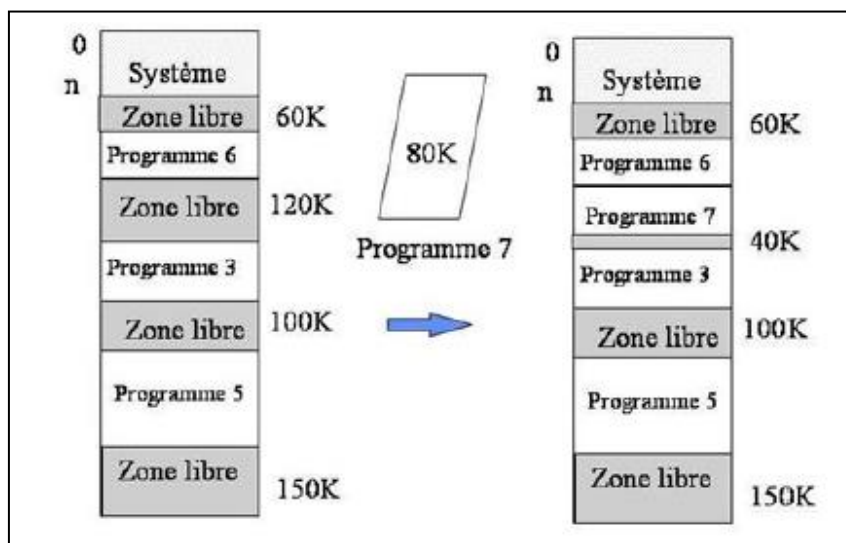 0
n
Système
Zone libre 60K
Programme 6
Zone libre 120K
Programme 3
Zone libre 100K
Programme 5
Zone libre
150K
80K
Programme 7
0
n
Système
Zone libre 60K
Programme 6
Programme 7
40K
Programme 3
Zone libre 100K
Programme 5
Zone libre
150K